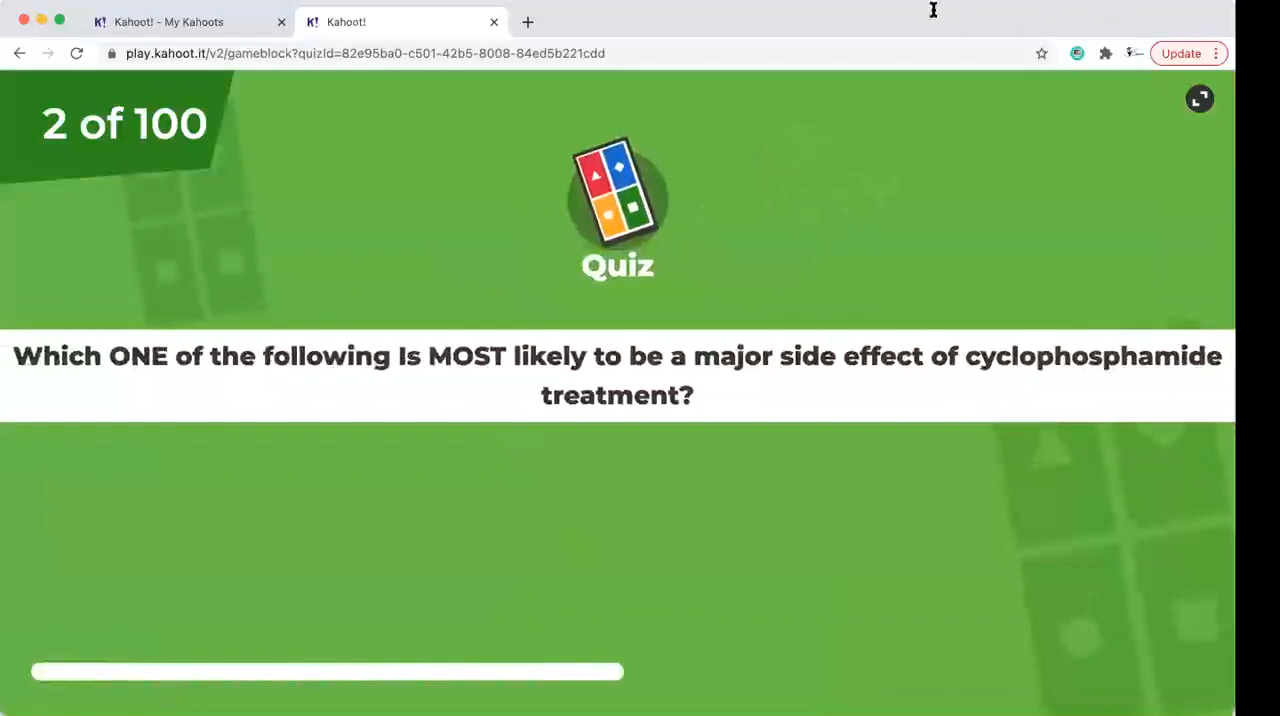 Kahoot! - My Kahoots
Kahoot!
play.kahoot.it/v2/gameblock?quizId=82e95ba0-c501-42b5-8008-84ed5b221cdd
Update
2 of 100
Quiz
Which ONE of the following Is MOST likely to be a major side effect of cyclophosphamide
treatment?